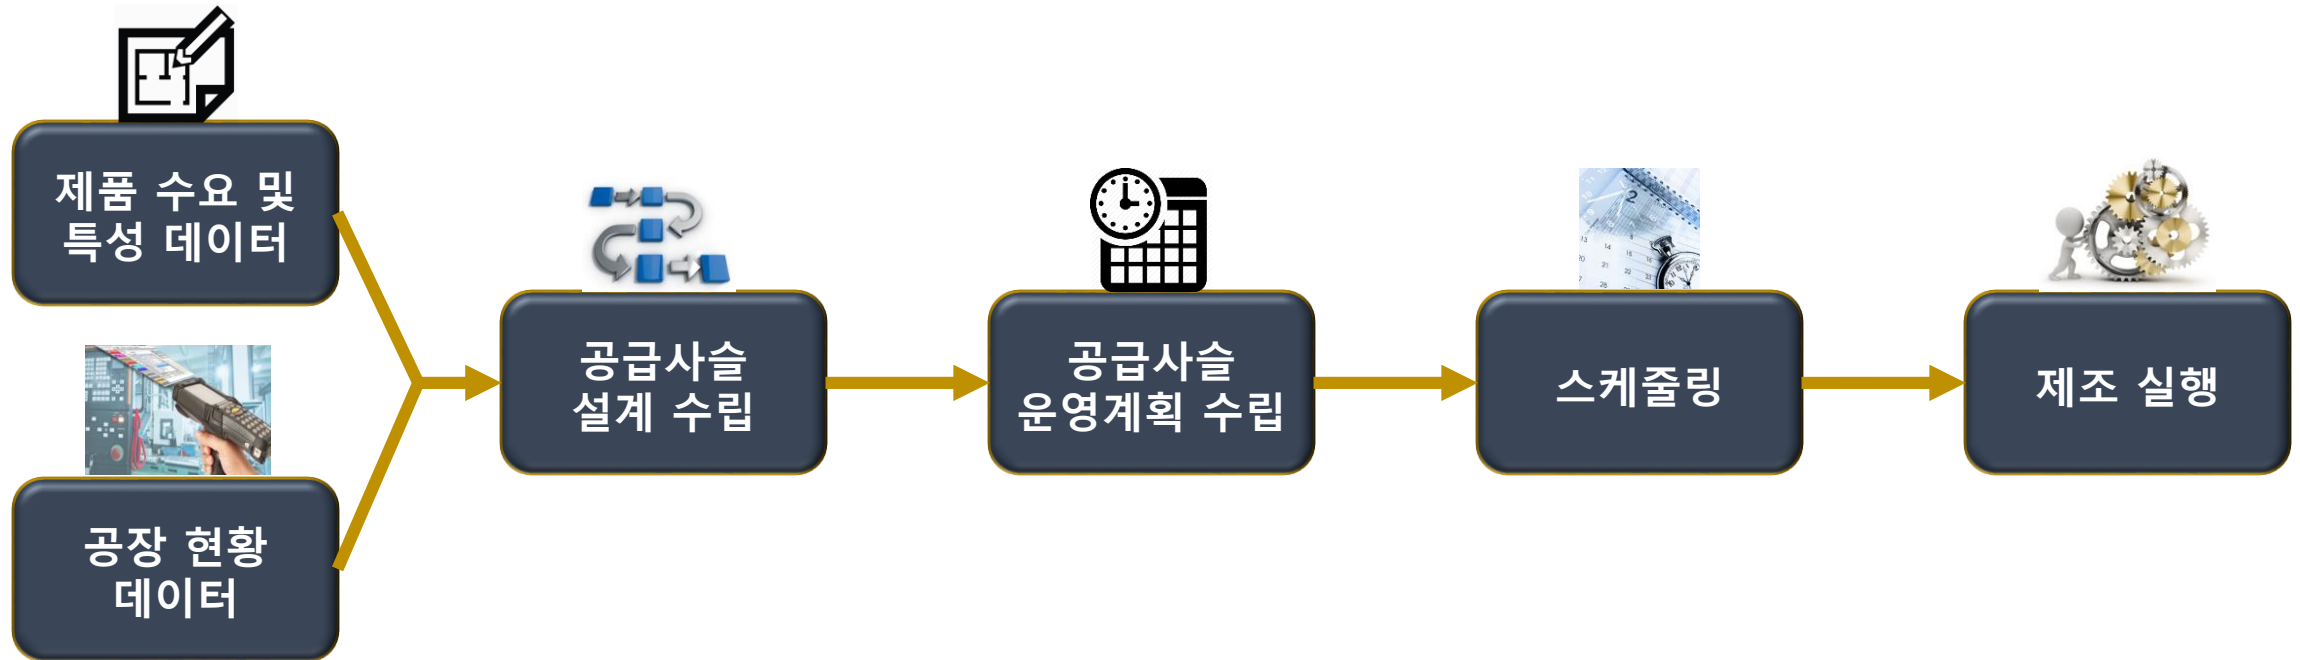 제품 수요 및
특성 데이터
공장 현황
데이터
공급사슬
설계 수립
공급사슬
운영계획 수립
스케줄링
제조 실행